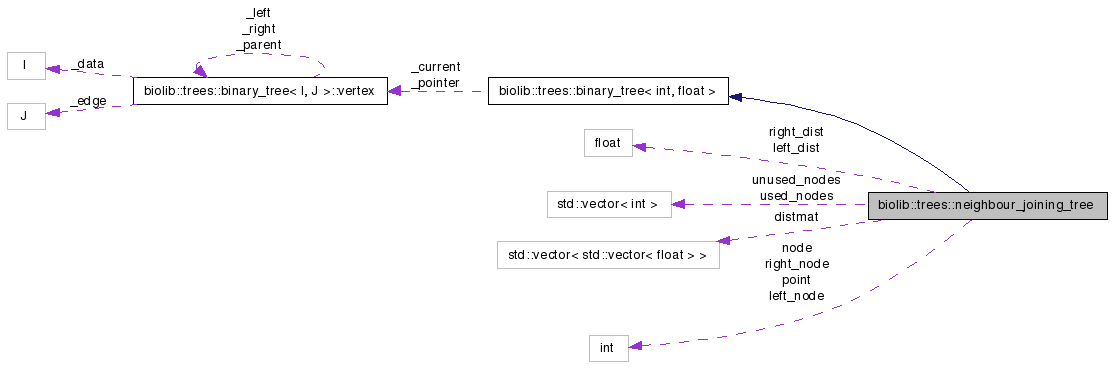 _left
_right
_parent
I
_data
_current
_pointer
biolib::trees::binary_tree< I, J >::vertex
biolib::trees::binary_tree< int, float >
_edge
J
right_dist
left_dist
float
unused_nodes
used_nodes
std::vector< int >
biolib::trees::neighbour_joining_tree
distmat
std::vector< std::vector< float > >
node
right_node
point
left_node
int